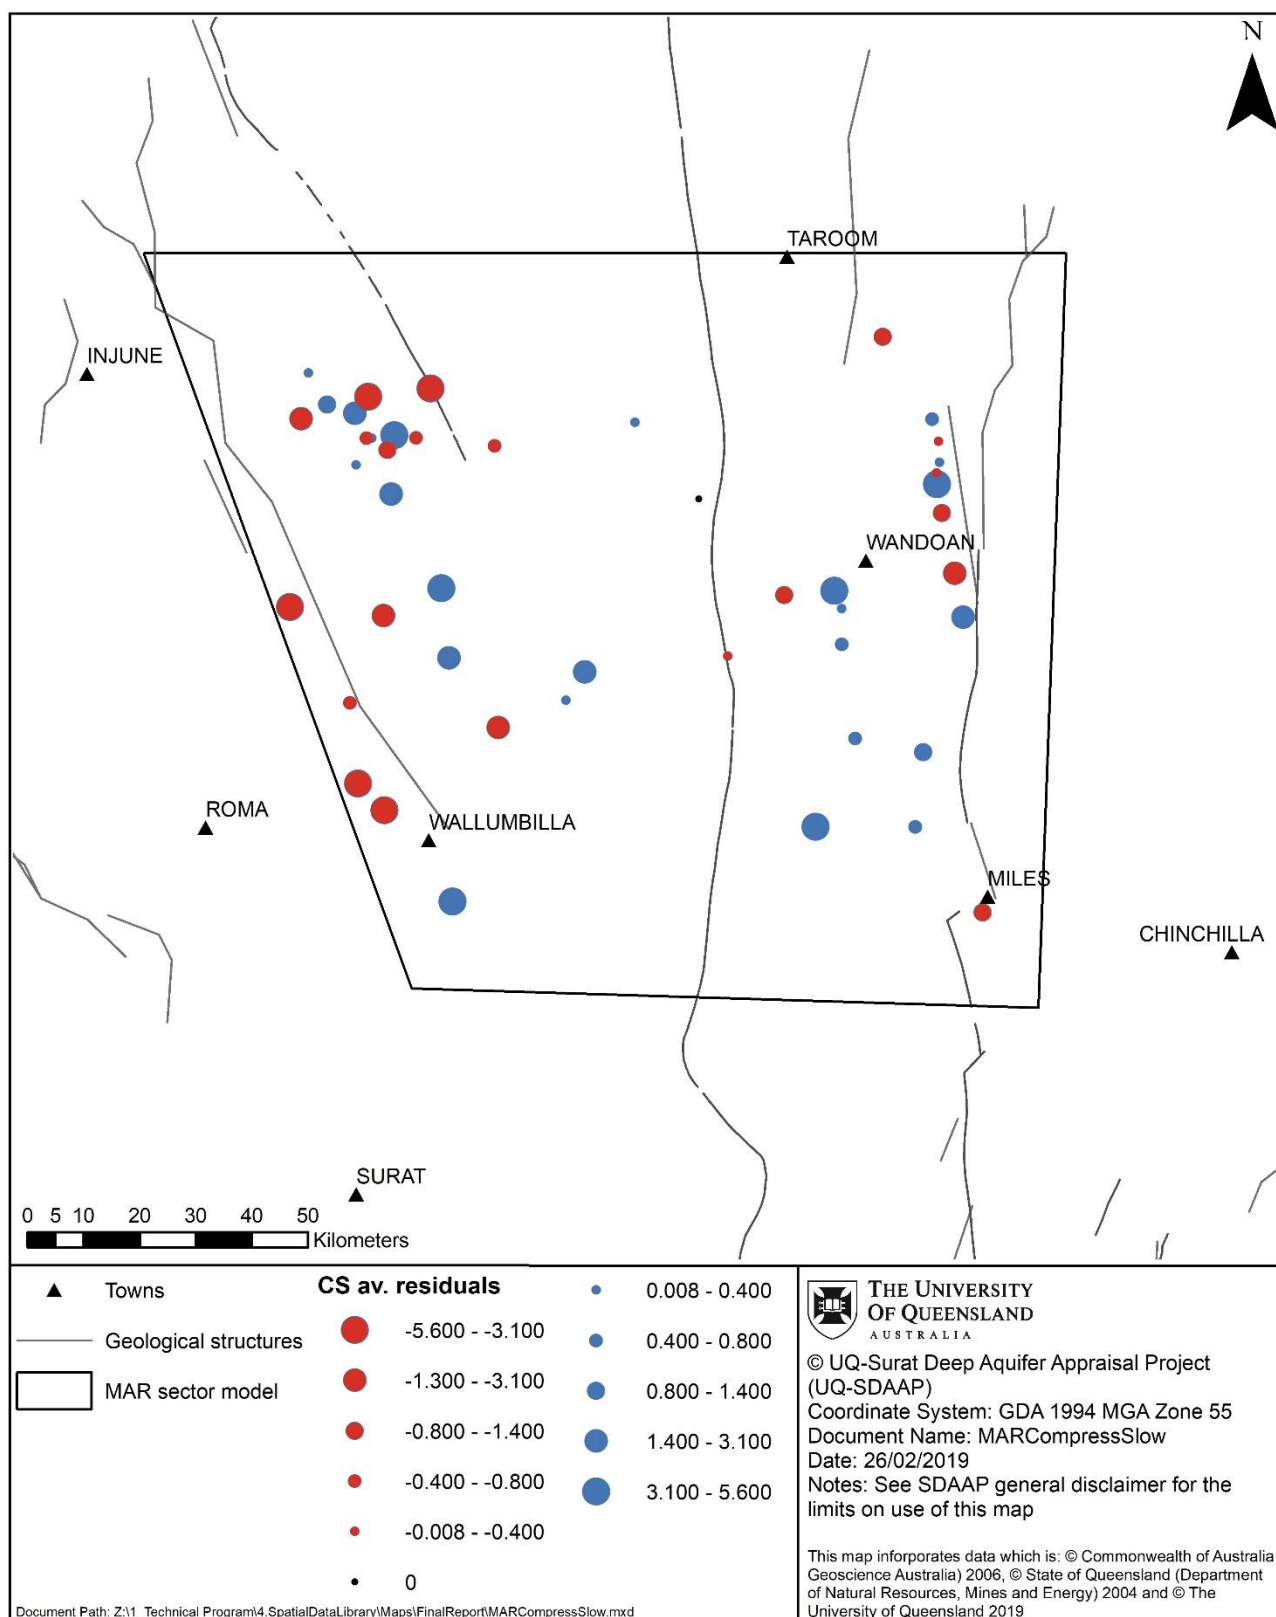 N
TAROOM
INJUNE
WANDOAN
ROMA
WALLUMBILLA
MILES
CHINCHILLA
SURAT
0 5 10 20 30 40 50
Kilometers
Towns
Geological structures
MAR sector model
CS av. residuals
-5.600 - -3.100
-1.300 - -3.100
-0.800 - -1.400
-0.400 - -0.800
-0.008 - -0.400
0
0.008 - 0.400
0.400 - 0.800
0.800 - 1.400
1.400 - 3.100
3.100 - 5.600
THE UNIVERSITY
OF QUEENSLAND
AUSTRALIA
© UQ-Surat Deep Aquifer Appraisal Project
(UQ-SDAAP)
Coordinate System: GDA 1994 MGA Zone 55
Document Name: MARCompressSlow
Date: 26/02/2019
Notes: See SDAAP general disclaimer for the
limits on use of this map
This map inforporates data which is: © Commonwealth of Australia
Geoscience Australia) 2006, © State of Queensland (Department
of Natural Resources, Mines and Energy) 2004 and © The
University of Queensland 2019
Document Path: Z:\1_Technical Program\4.SpatialDataLibrary\Maps\FinalReport\MARCompressSlow.mxd